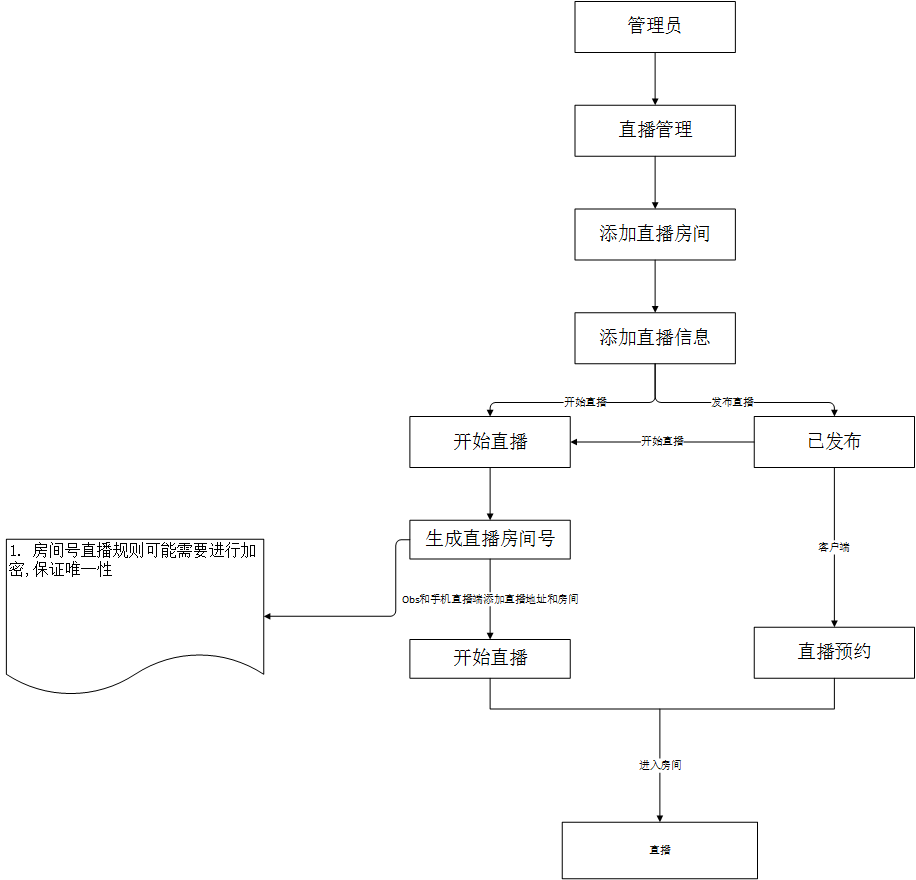 管理员
直播管理
添加直播房间
添加直播信息
开始直播
发布直播
开始直播
开始直播
已发布
生成直播房间号
客户端
1. 房间号直播规则可能需要进行加
密,保证唯一性
Obs和手机直播端添加直播地址和房间
开始直播
直播预约
进入房间
直播